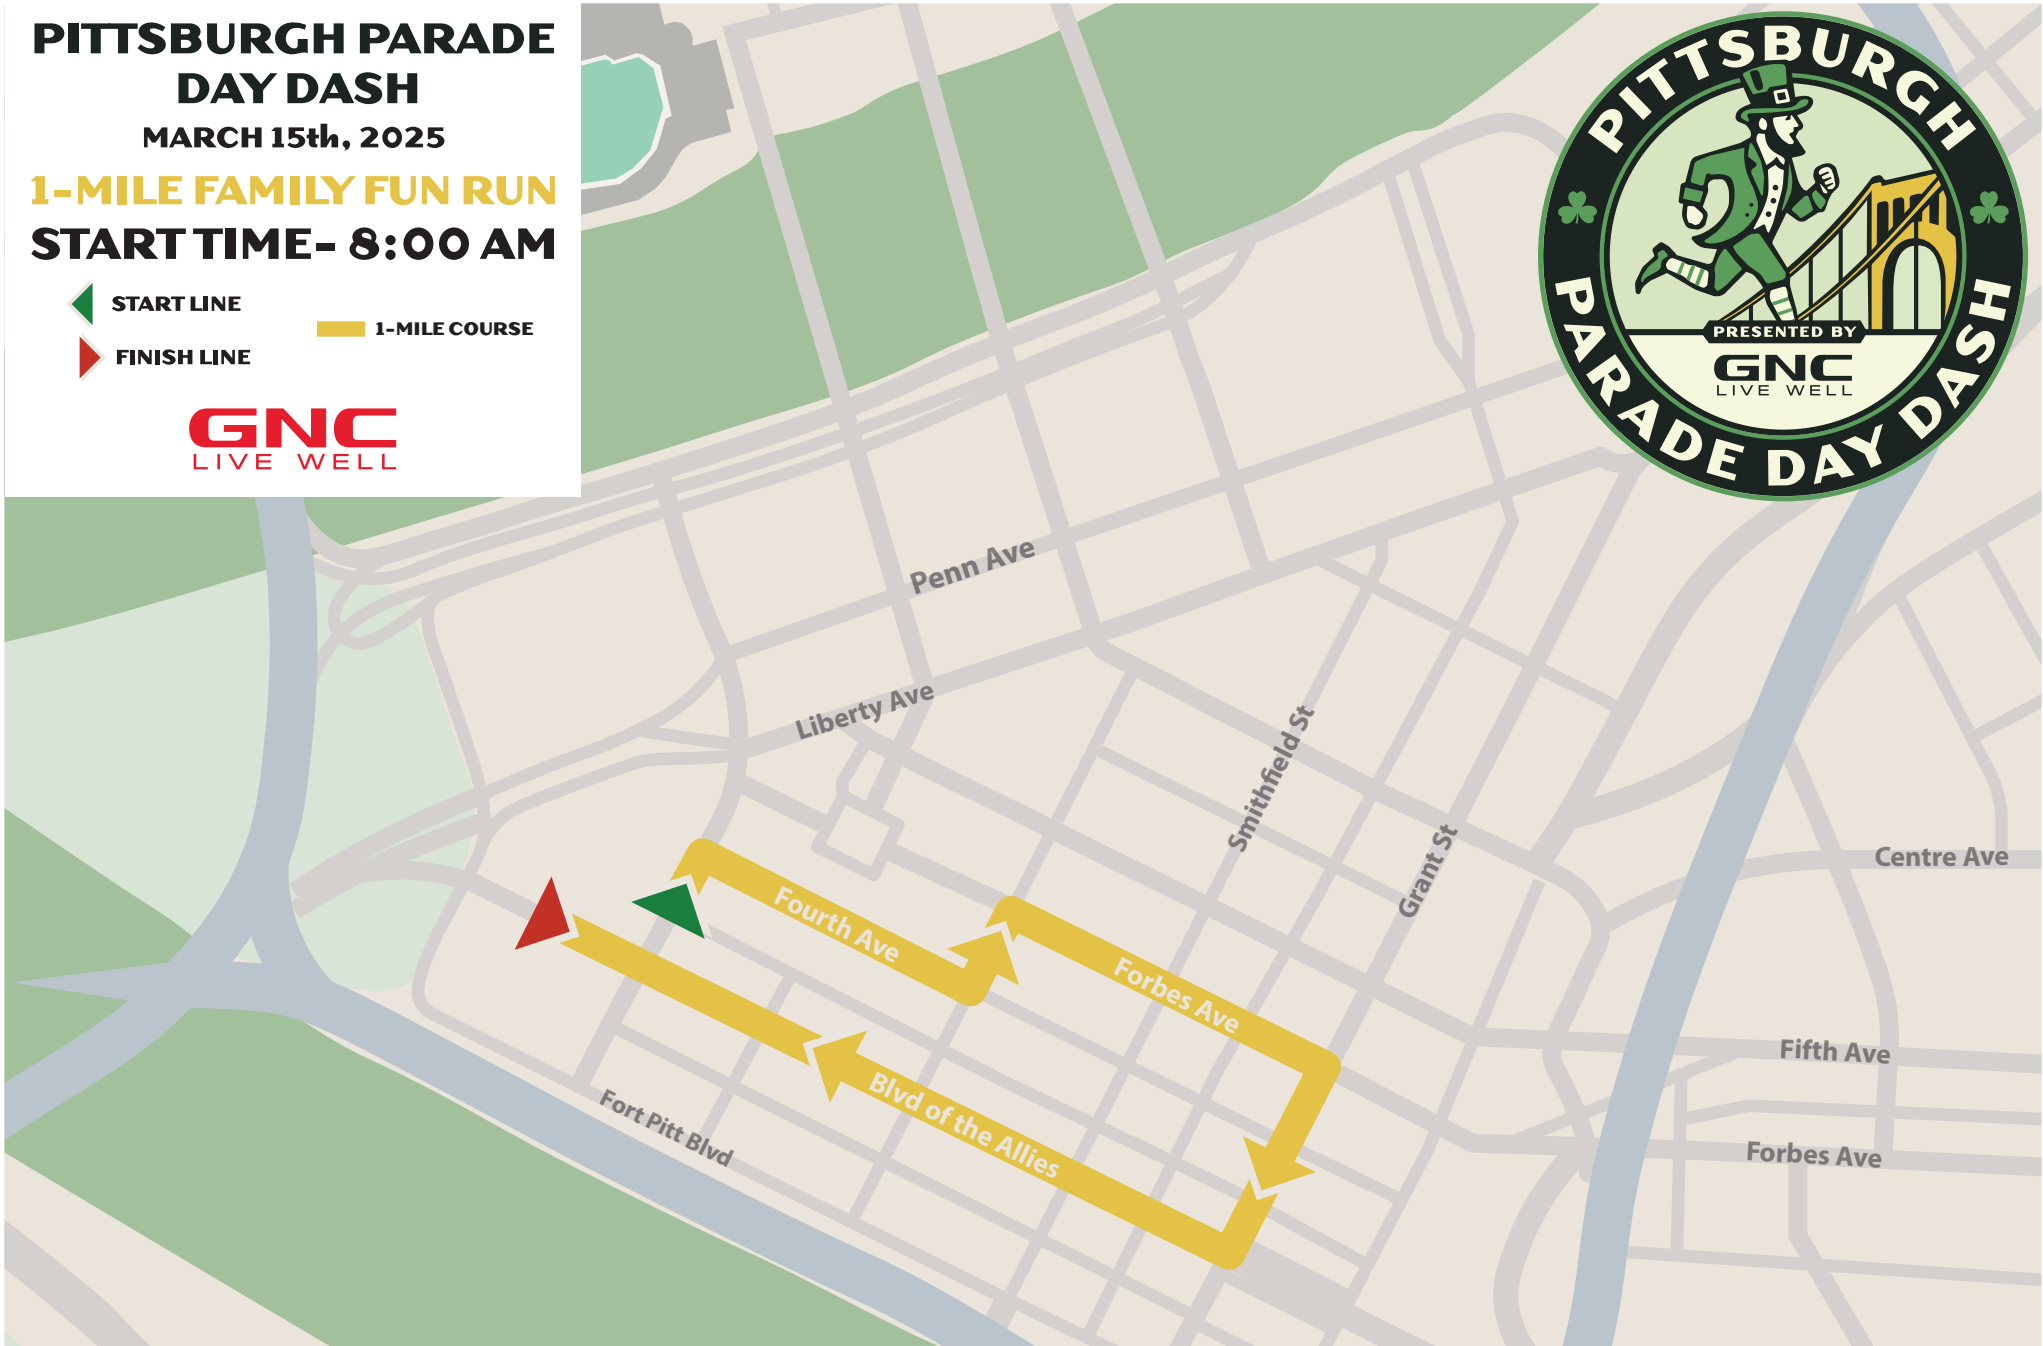 PITTSBURGH PARADE
DAY DASH
MARCH 15th, 2025
1-MILE FAMILY FUN RUN
START TIME- 8:00 AM
START LINE
1-MILE COURSE
FINISH LINE
GNC
LIVE WELL
PITTSBURGH
PRESENTED BY
GNC
LIVE WELL
PARADE DAY DASH
Penn Ave
Liberty Ave
Smithfield St
Grant St
Centre Ave
Fourth Ave
Forbes Ave
Fifth Ave
Blvd of the Allies
Fort Pitt Blvd
Forbes Ave